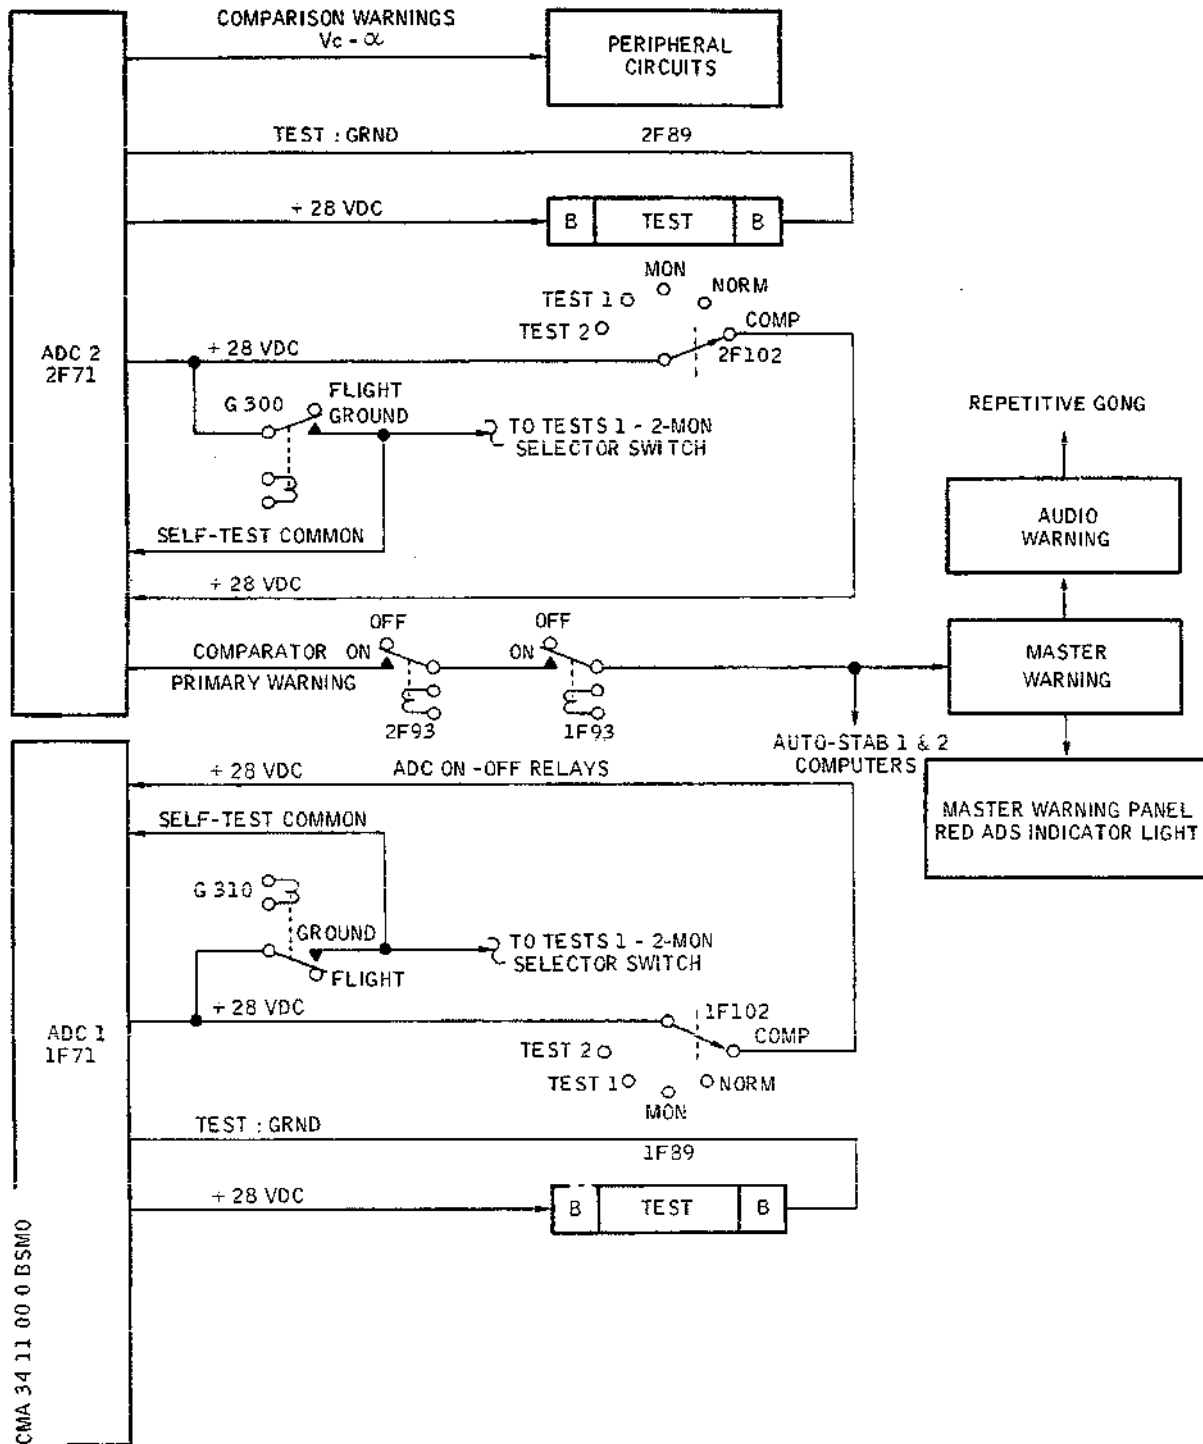 COMPARISON WARNINGS
Vc - α
PERIPHERAL
CIRCUITS
TEST : GRND
2F89
+ 28 VDC
B TEST B
MON
TEST 1
NORM
TEST 2
COMP
2F102
ADC 2
2F71
+ 28 VDC
FLIGHT
G 300
GROUND
TO TESTS 1 - 2-MON
SELECTOR SWITCH
REPETITIVE GONG
AUDIO
WARNING
SELF-TEST COMMON
+ 28 VDC
OFF
OFF
COMPARATOR
ON
ON
PRIMARY WARNING
2F93
1F93
MASTER
WARNING
AUTO-STAB 1 & 2
COMPUTERS
+ 28 VDC
ADC ON -OFF RELAYS
MASTER WARNING PANEL
RED ADS INDICATOR LIGHT
SELF-TEST COMMON
G 310
GROUND
TO TESTS 1 - 2-MON
SELECTOR SWITCH
FLIGHT
+ 28 VDC
1F102
COMP
ADC 1
1F71
TEST 2
TEST 1
NORM
MON
TEST : GRND
1F89
+ 28 VDC
B TEST B
CMA 34 11 00 0 BSM0